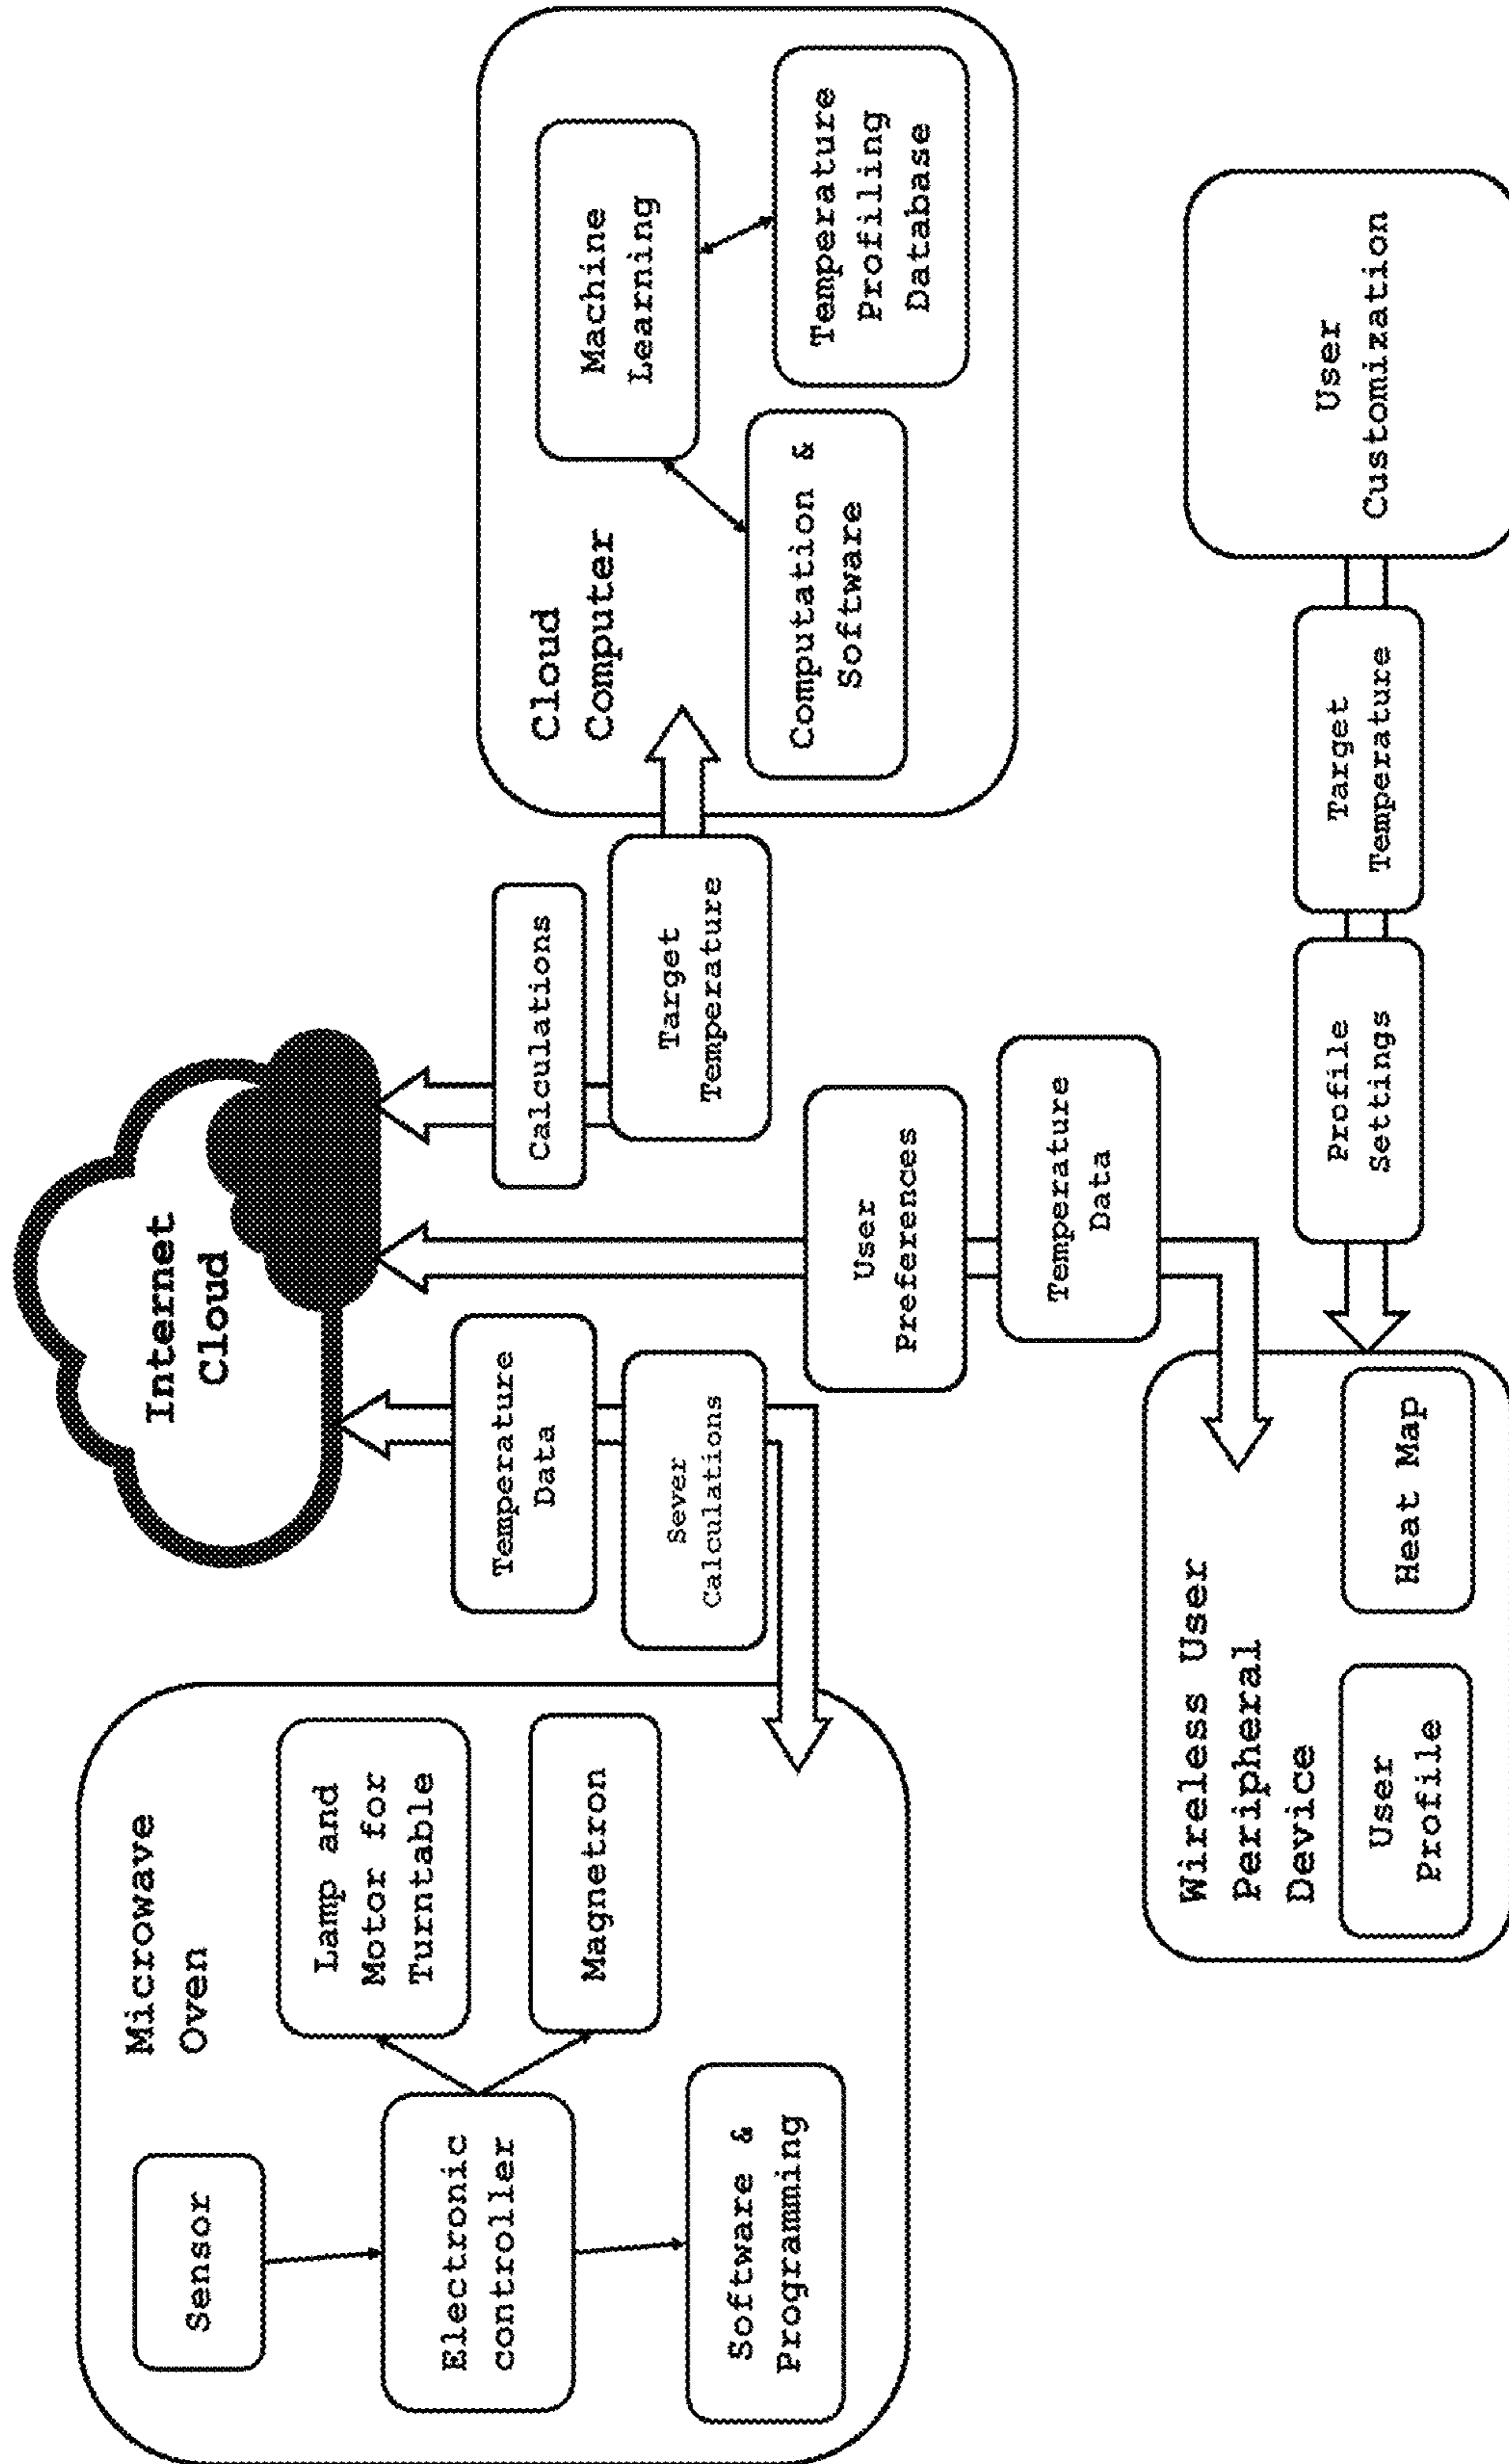 Microwave
Oven
Sensor
Electronic
controller
Lamp and
Motor for
Turntable
Magnetron
Software &
Programming
Internet
Cloud
Temperature
Data
Sever
Calculations
User
Preferences
Temperature
Data
Calculations
Target
Temperature
Cloud
Computer
Machine
Learning
Computation &
Software
Temperature
Profiling
Database
Wireless User
Peripheral
Device
User
Profile
Heat Map
Profile
Settings
Target
Temperature
User
Customization